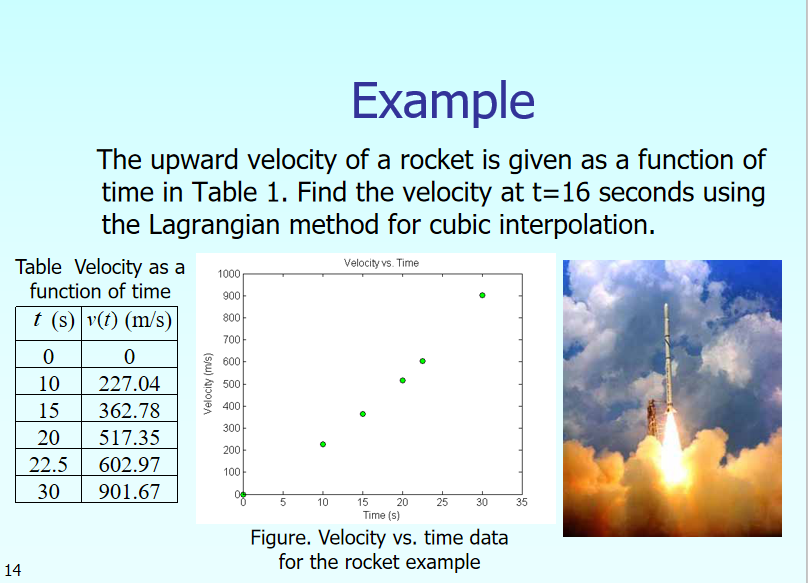 Example
The upward velocity of a rocket is given as a function of
time in Table 1. Find the velocity at t=16 seconds using
the Lagrangian method for cubic interpolation.
Table Velocity as a
function of time
t (s) v(t) (m/s)
0 0
10 227.04
15 362.78
20 517.35
22.5 602.97
30 901.67
Velocity vs. Time
Velocity (m/s)
1000
900
800
700
600
500
400
300
200
100
0
0 5 10 15 20 25 30 35
Time (s)
Figure. Velocity vs. time data
for the rocket example
14